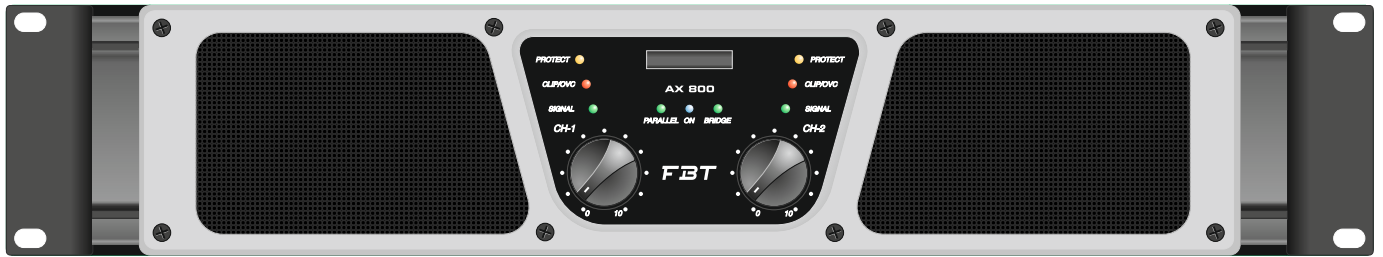 PROTECT PROTECT
CLIP/OVC CLIP/OVC
AX 800
SIGNAL SIGNAL
PARALLEL ON BRIDGE
CH-1 CH-2
FBT
0 10 0 10